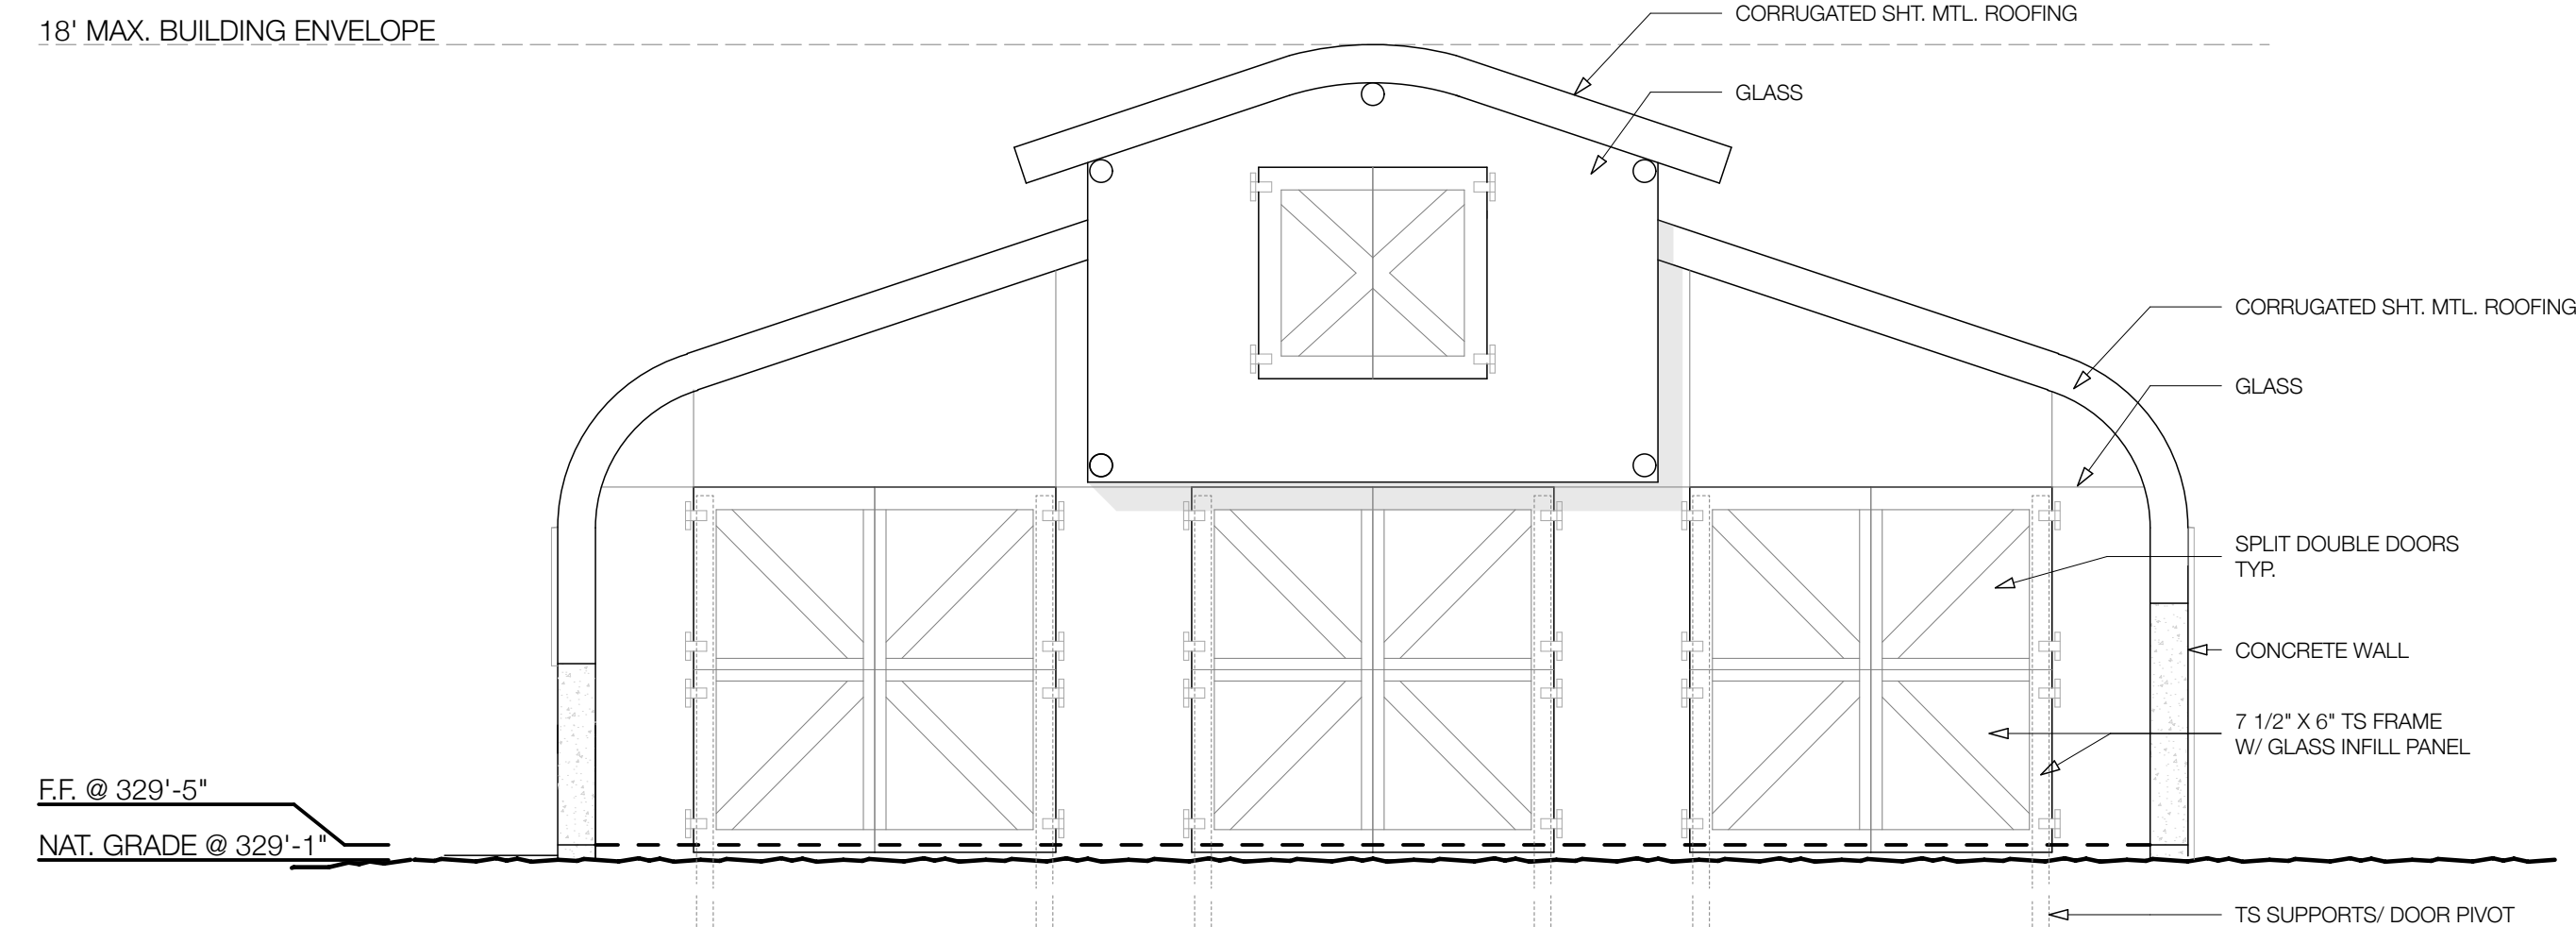 18' MAX. BUILDING ENVELOPE
CORRUGATED SHT. MTL. ROOFING
GLASS
CORRUGATED SHT. MTL. ROOFING
GLASS
SPLIT DOUBLE DOORS
TYP.
CONCRETE WALL
7 1/2" X 6" TS FRAME
W/ GLASS INFILL PANEL
F.F. @ 329'-5"
NAT. GRADE @ 329'-1"
TS SUPPORTS/ DOOR PIVOT